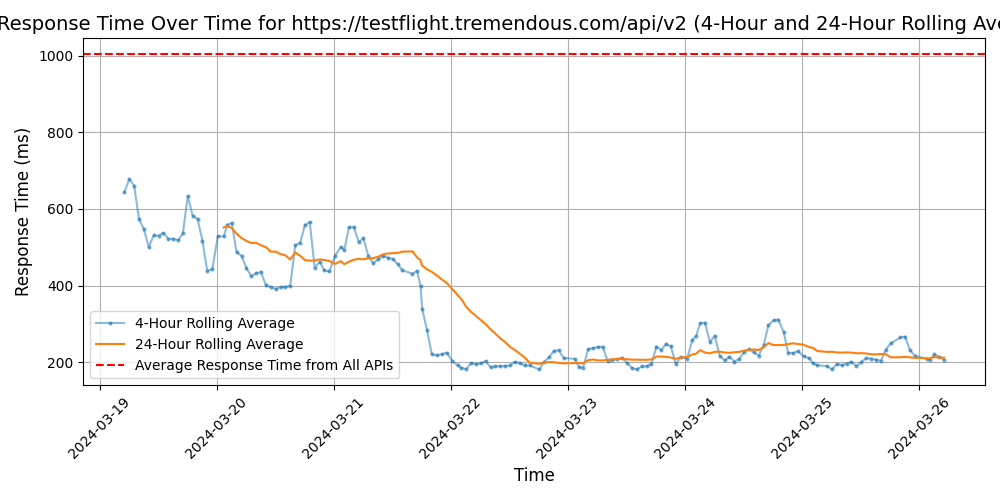 Response Time Over Time for https://testflight.tremendous.com/api/v2 (4-Hour and 24-Hour Rolling Ave
Response Time (ms)
1000
800
600
400
200
4-Hour Rolling Average
24-Hour Rolling Average
Average Response Time from All APIs
2024-03-19
2024-03-20
2024-03-21
2024-03-22
2024-03-23
2024-03-24
2024-03-25
2024-03-26
Time